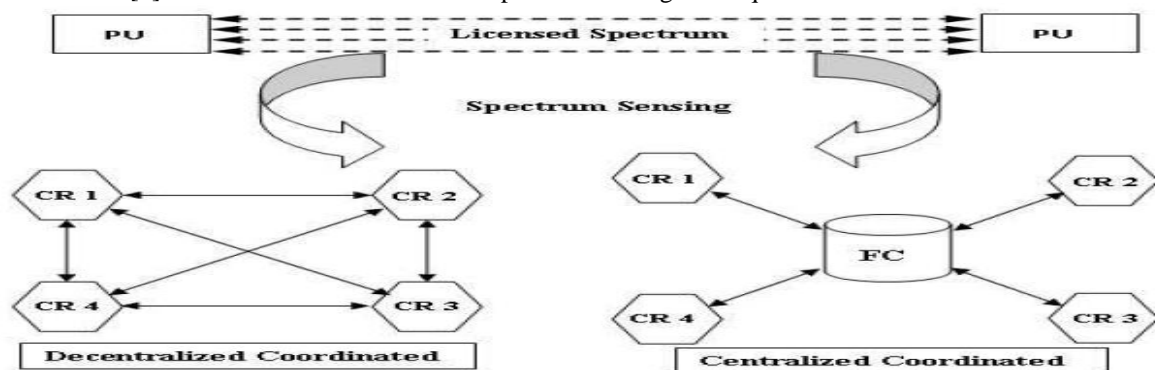 PU Licensed Spectrum PU
Spectrum Sensing
CR 1 CR 2
CR 4 CR 3
Decentralized Coordinated
CR 1 CR 2
FC
CR 4 CR 3
Centralized Coordinated